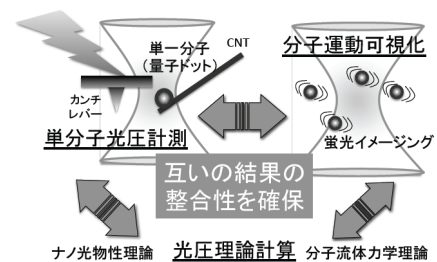 単一分子
(量子ドット)
CNT
カンチ
レバー
単分子光圧計測
分子運動可視化
蛍光イメージング
互いの結果の
整合性を確保
ナノ光物性理論
光圧理論計算
分子流体力学理論